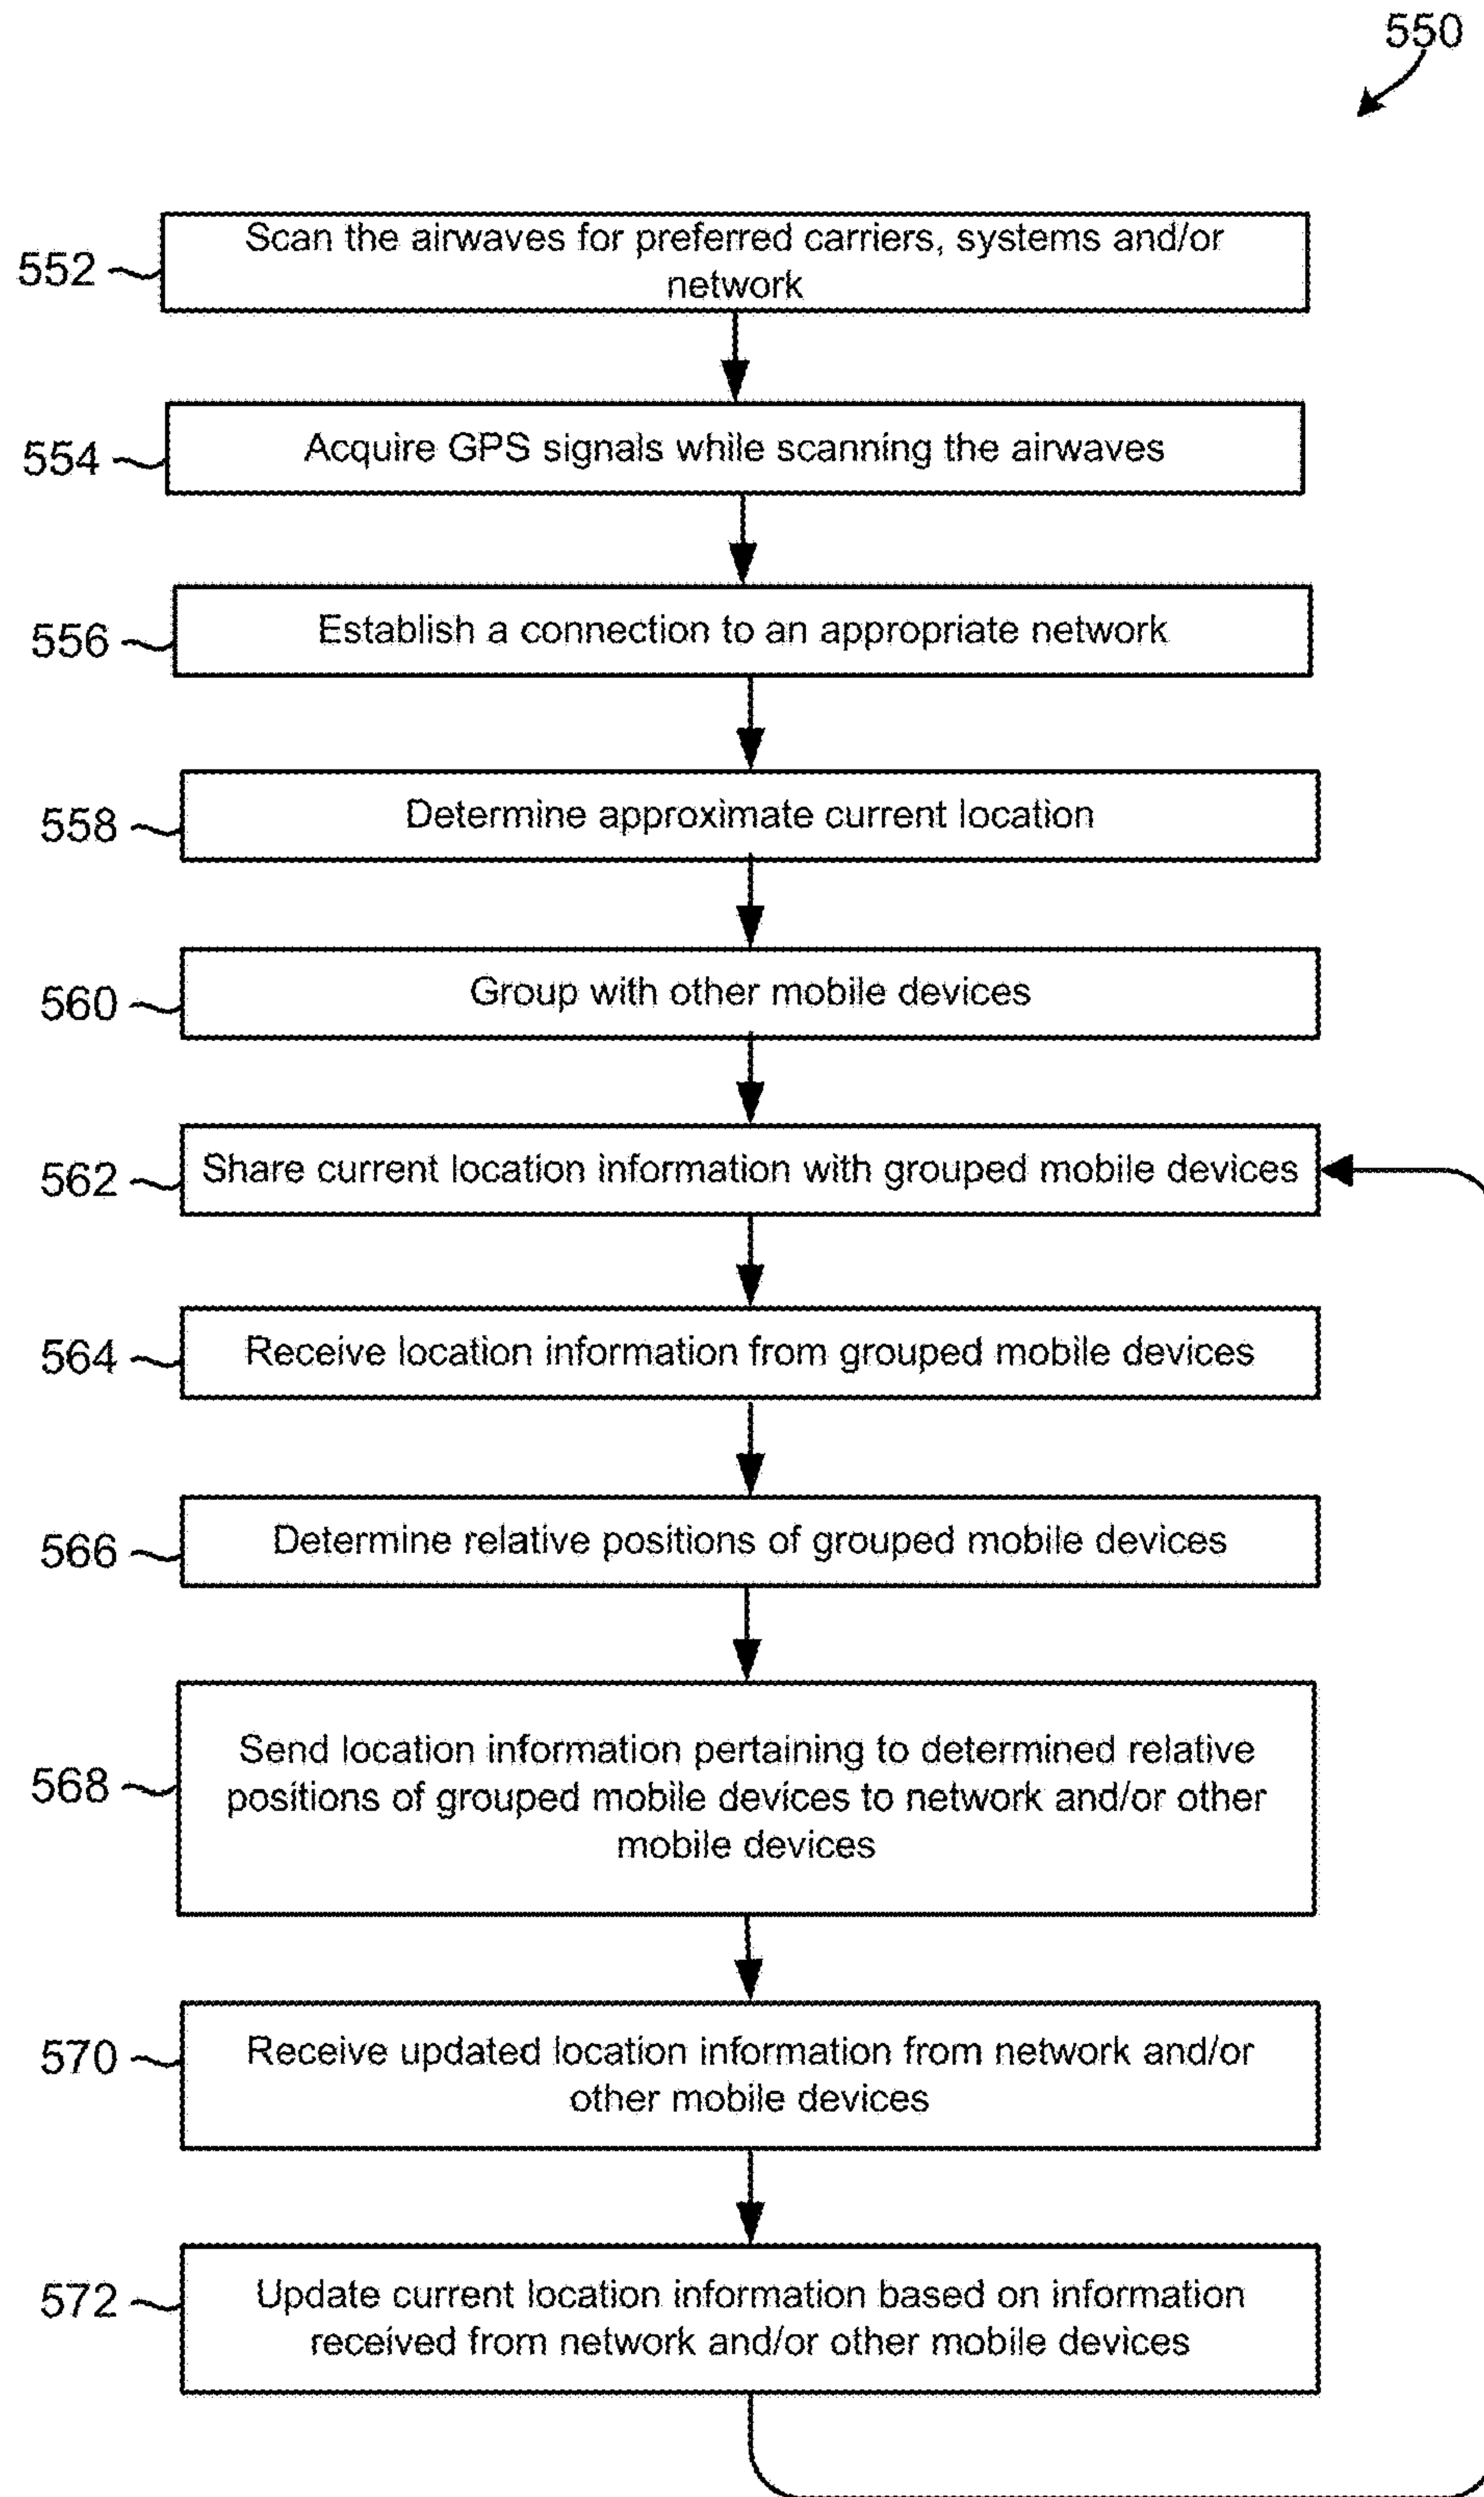 550
552
Scan the airwaves for preferred carriers, systems and/or
network
554
Acquire GPS signals while scanning the airwaves
556
Establish a connection to an appropriate network
558
Determine approximate current location
560
Group with other mobile devices
562
Share current location information with grouped mobile devices
564
Receive location information from grouped mobile devices
566
Determine relative positions of grouped mobile devices
568
Send location information pertaining to determined relative
positions of grouped mobile devices to network and/or other
mobile devices
570
Receive updated location information from network and/or
other mobile devices
572
Update current location information based on information
received from network and/or other mobile devices